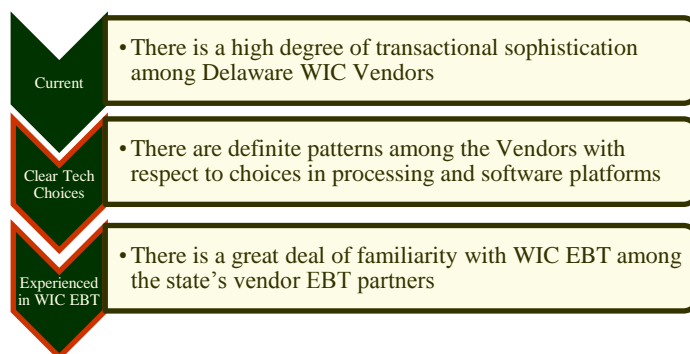 Current
• There is a high degree of transactional sophistication
among Delaware WIC Vendors
Clear Tech
Choices
• There are definite patterns among the Vendors with
respect to choices in processing and software platforms
Experienced
in WIC EBT
• There is a great deal of familiarity with WIC EBT among
the state’s vendor EBT partners